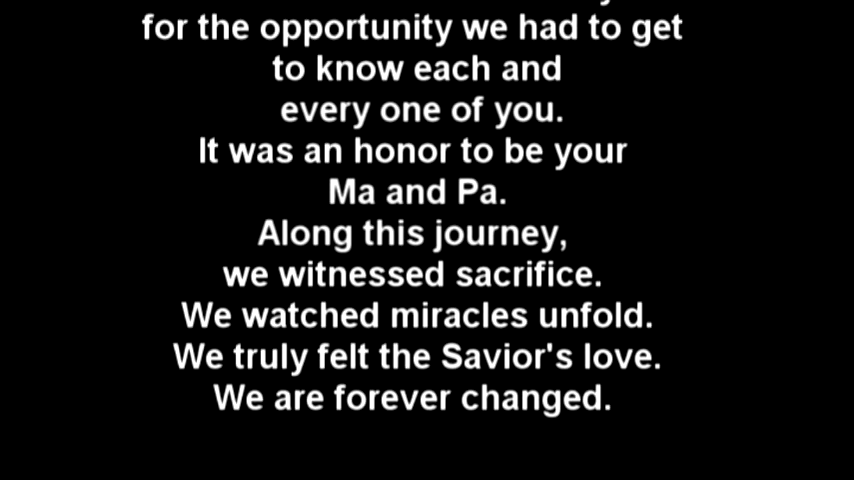 for the opportunity we had to get
to know each and
every one of you.
It was an honor to be your
Ma and Pa.
Along this journey,
we witnessed sacrifice.
We watched miracles unfold.
We truly felt the Savior's love.
We are forever changed.